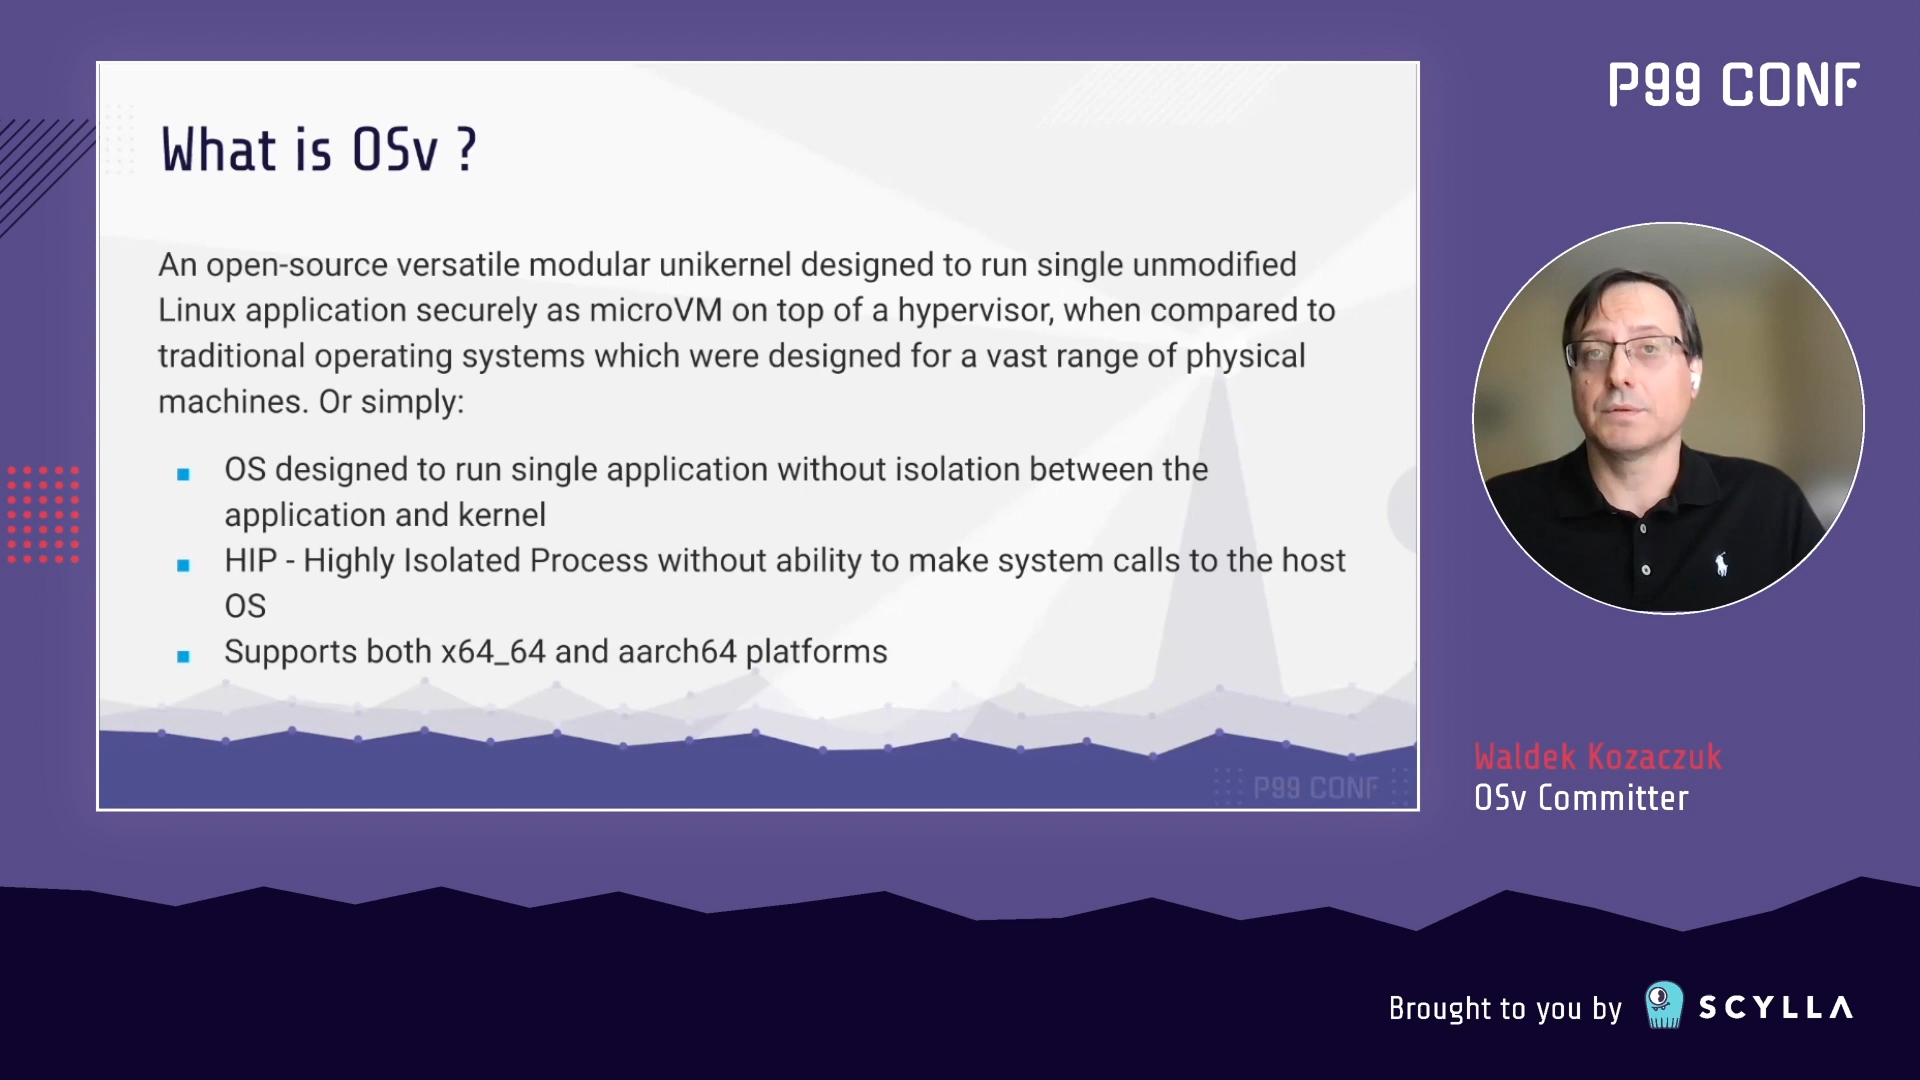 P99 CONF
What is OSv ?
An open-source versatile modular unikernel designed to run single unmodified
Linux application securely as microVM on top of a hypervisor, when compared to
traditional operating systems which were designed for a vast range of physical
machines. Or simply:
OS designed to run single application without isolation between the
application and kernel
HIP - Highly Isolated Process without ability to make system calls to the host
OS
Supports both x64_64 and aarch64 platforms
P99 CONF
Waldek Kozaczuk
OSv Committer
Brought to you by SCYLLA